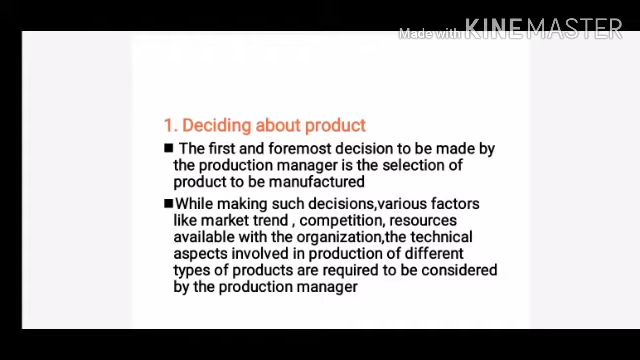 Made with KINEMASTER
1. Deciding about product
■ The first and foremost decision to be made by
the production manager is the selection of
product to be manufactured
■While making such decisions,various factors
like market trend , competition, resources
available with the organization,the technical
aspects involved in production of different
types of products are required to be considered
by the production manager